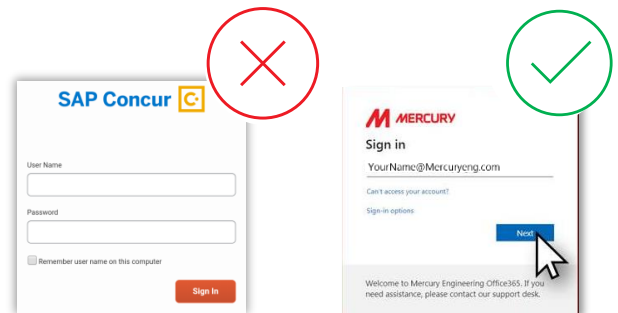 SAP Concur C.
User Name
Password
Remember user name on this computer
Sign In
MERCURY
Sign in
YourName@Mercuryeng.com
Can't access your account?
Sign-in options
Next
Welcome to Mercury Engineering Office365. If you
need assistance, please contact our support desk.